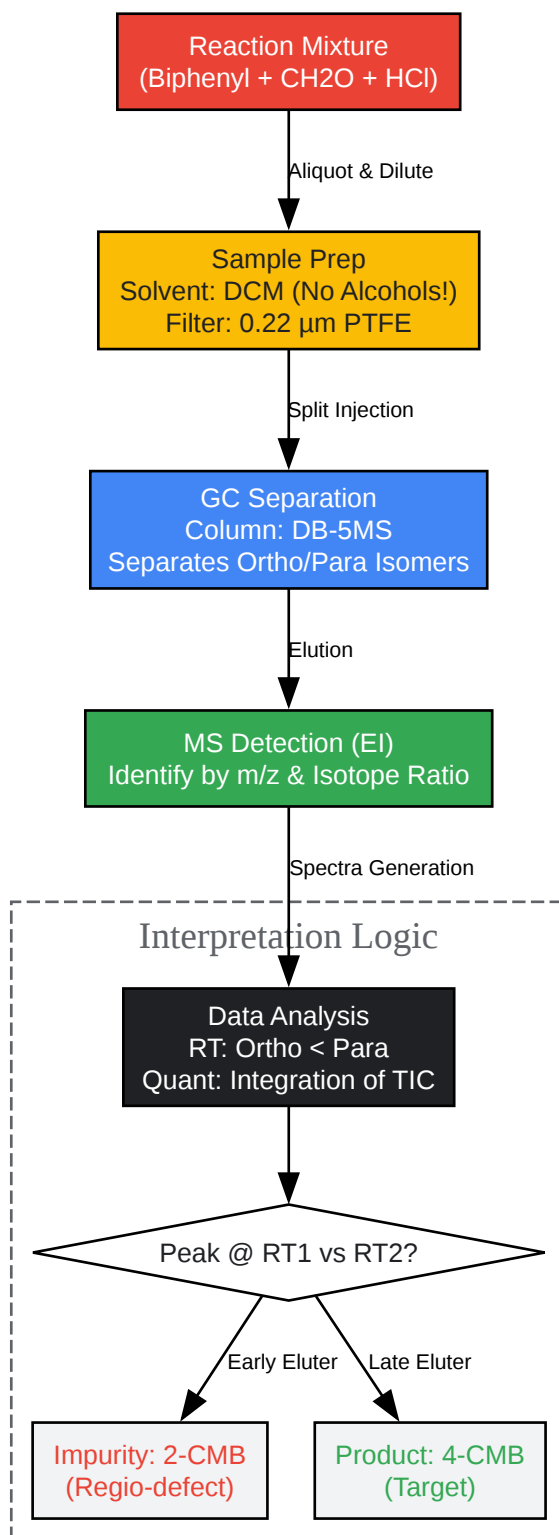 Reaction Mixture
(Biphenyl + CH2O + HCl)
Aliquot & Dilute
Sample Prep
Solvent: DCM (No Alcohols!)
Filter: 0.22 µm PTFE
Split Injection
GC Separation
Column: DB-5MS
Separates Ortho/Para Isomers
Elution
MS Detection (EI)
Identify by m/z & Isotope Ratio
Spectra Generation
Interpretation Logic
Data Analysis
RT: Ortho < Para
Quant: Integration of TIC
Peak @ RT1 vs RT2?
Early Eluter
Late Eluter
Impurity: 2-CMB
(Regio-defect)
Product: 4-CMB
(Target)